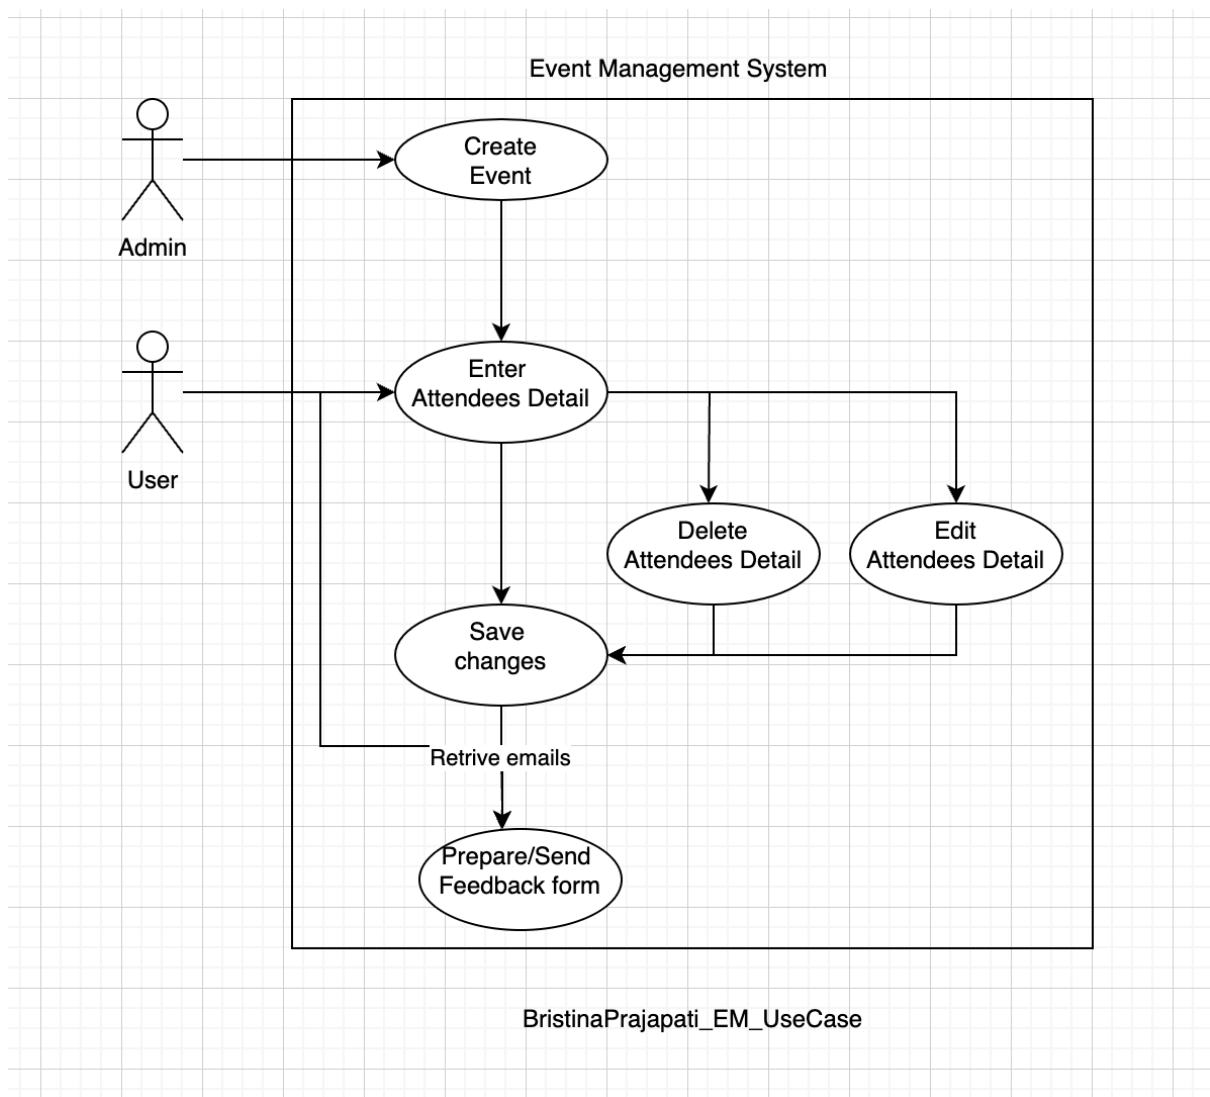 Event Management System
Create
Event
Admin
Enter
Attendees Detail
User
Delete
Attendees Detail
Edit
Attendees Detail
Save
changes
Retrive emails
Prepare/Send
Feedback form
BristinaPrajapati_EM_UseCase